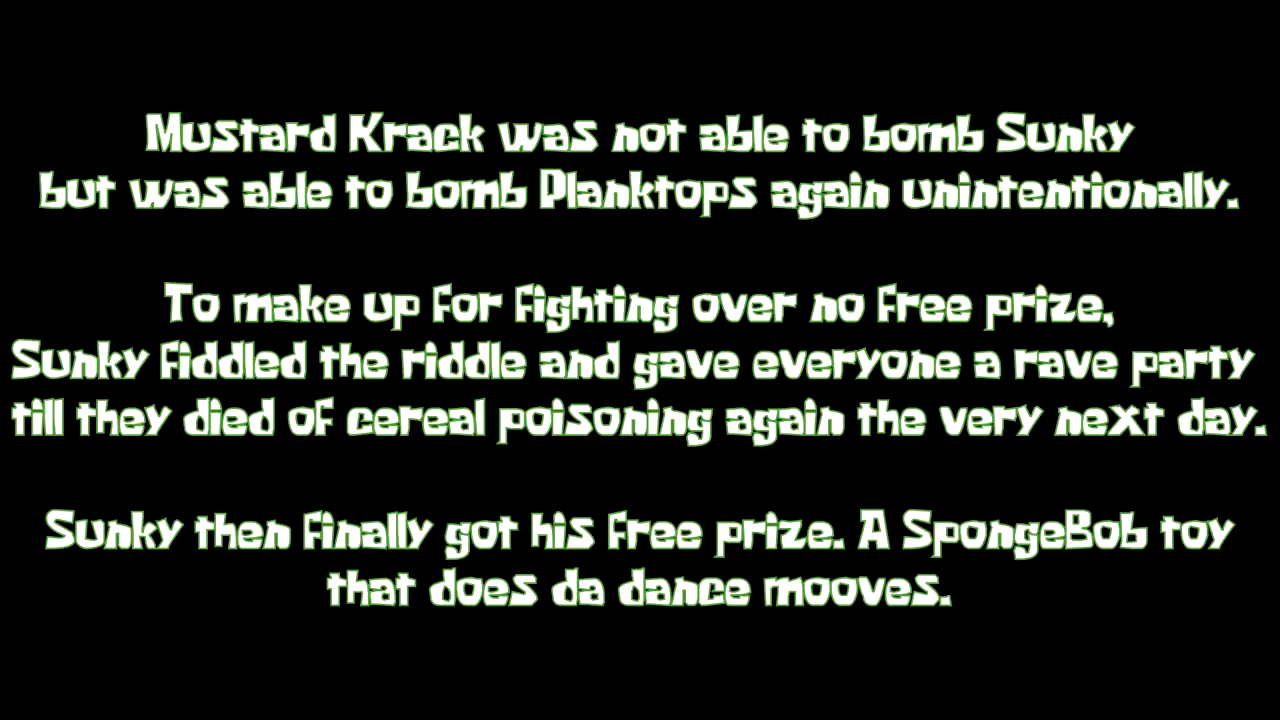 Mustard Krack was not able to bomb Sunky
but was able to bomb Planktops again unintentionally.
To make up for fighting over no free prize,
Sunky fiddled the riddle and gave everyone a rave party
till they died of cereal poisoning again the very next day.
Sunky then finally got his free prize. A SpongeBob toy
that does da dance mooves.